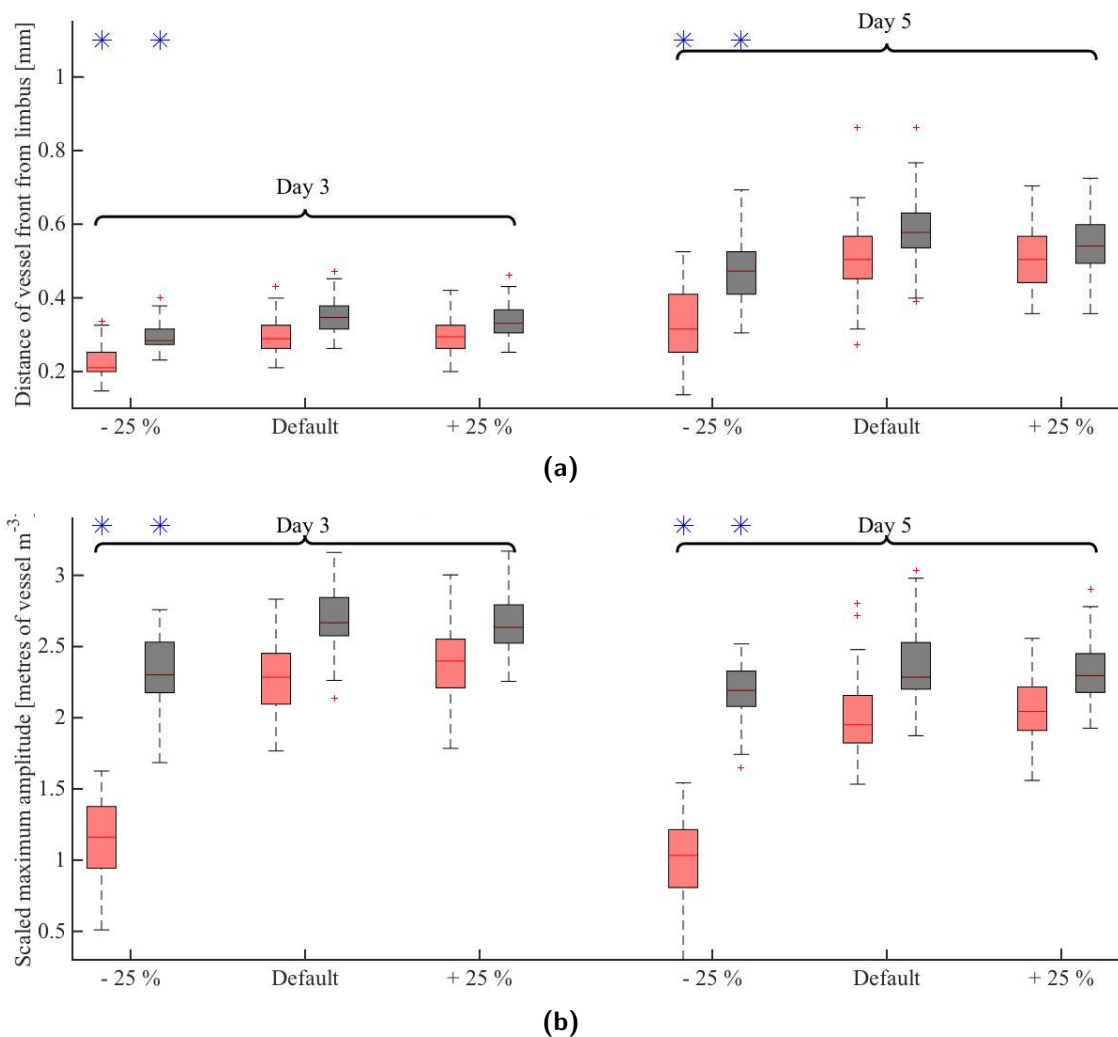 Distance of vessel front from limbus [mm]
Day 3
Day 5
1
0.8
0.6
0.4
0.2
- 25 %
Default
+ 25 %
- 25 %
Default
+ 25 %
(a)
Scaled maximum amplitude [metres of vessel m-3
Day 3
Day 5
3
2.5
2
1.5
1
0.5
- 25 %
Default
+ 25 %
- 25 %
Default
+ 25 %
(b)